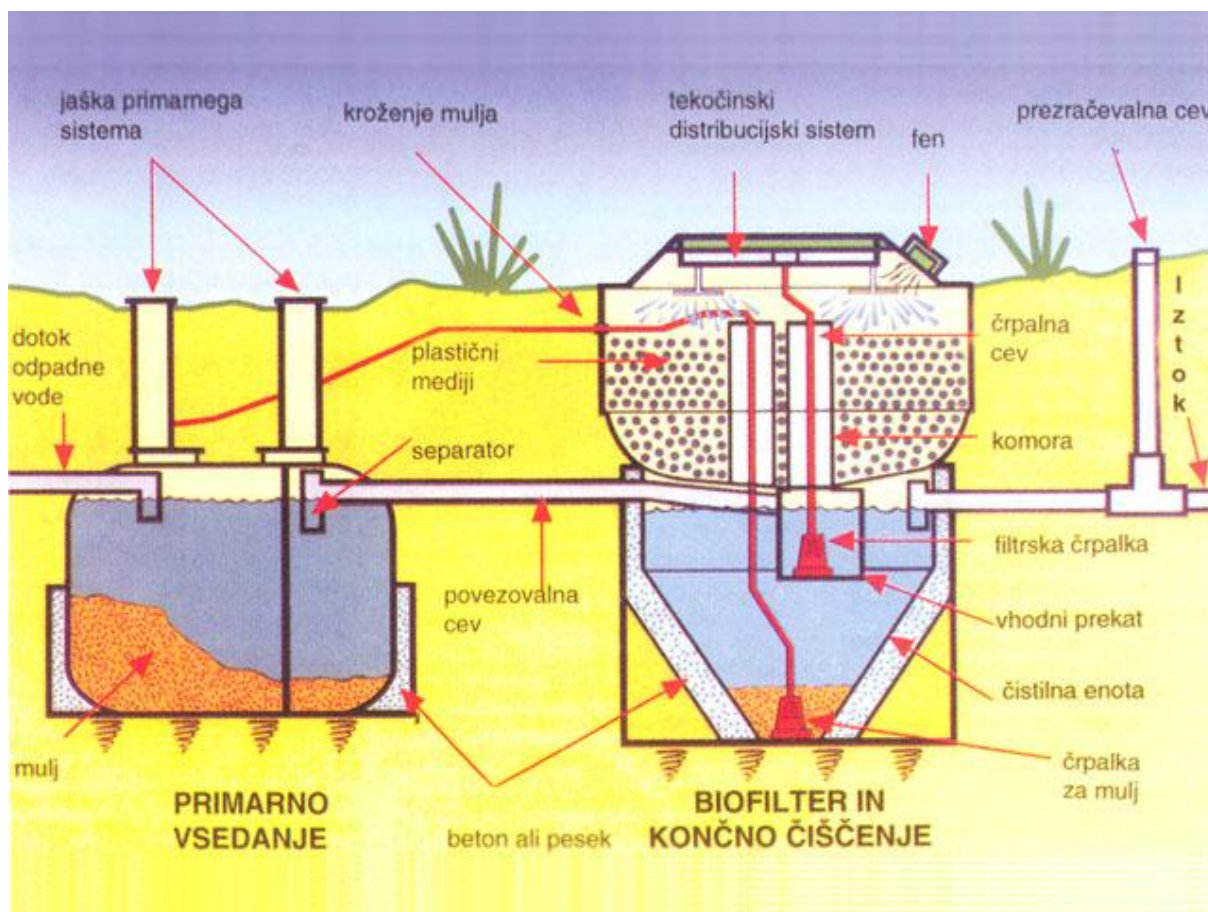 jaška primarnega
sistema
kroženje mulja
tekočinski
distribucijski sistem
fen
prezračevalna cev
dotok
odpadne
vode
plastični
mediji
črpalna
cev
Iztok
separator
komora
povezovalna
cev
filtrska črpalka
vhodni prekat
čistilna enota
mulj
črpalka
za mulj
PRIMARNO
VSEDANJE
beton ali pesek
BIOFILTER IN
KONČNO ČIŠČENJE